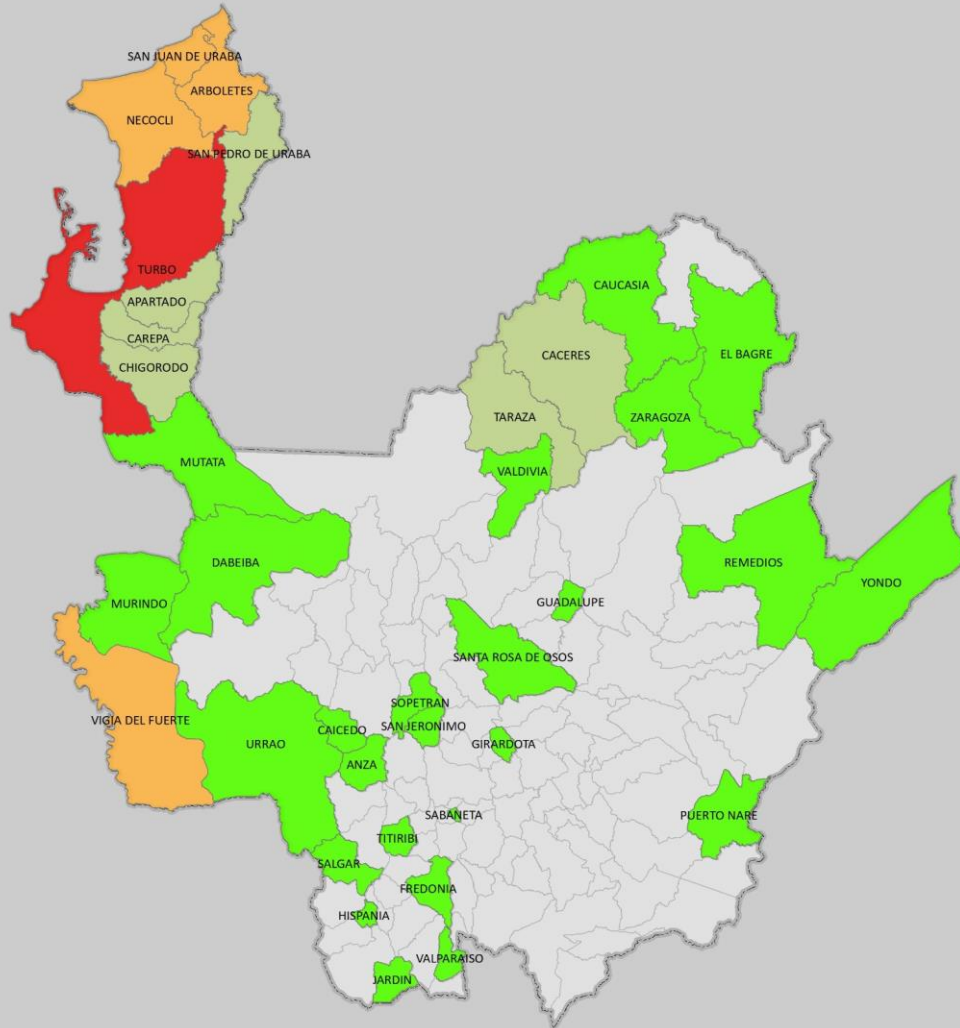 SAN JUAN DE URABA
ARBOLETES
NECOCLI
SAN PEDRO DE URABA
TURBO
APARTADO
CAREPA
CHIGORODO
CAUCASIA
CACERES
EL BAGRE
TARAZA
ZARAGOZA
MUTATA
VALDIVIA
DABEIBA
REMEDIOS
YONDO
MURINDO
GUADALUPE
SANTA ROSA DE OSOS
SOPETRAN
VIGIA DEL FUERTE
SAN JERONIMO
CAICEDO
URRAO
GIRARDOTA
ANZA
SABANETA
PUERTO NARE
TITIRIBI
SALGAR
FREDONIA
HISPANIA
VALPARAISO
JARDIN